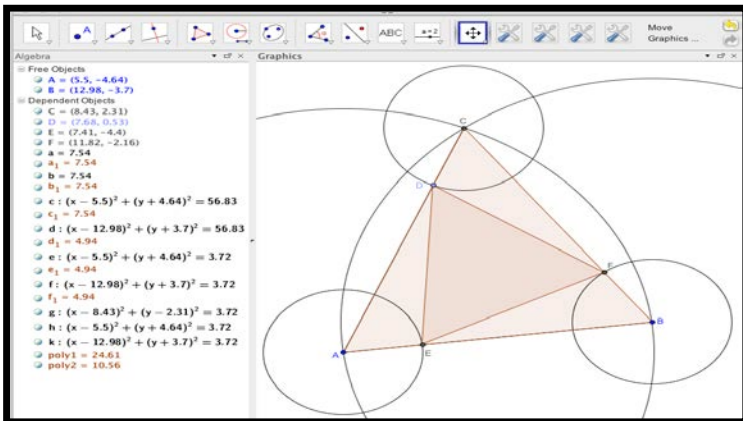 A
ABC
a=2
Move
Graphics ...
Algebra
Graphics
Free Objects
A = (5.5, −4.64)
B = (12.98, −3.7)
Dependent Objects
C = (8.43, 2.31)
D = (7.68, 0.53)
E = (7.41, −4.4)
F = (11.82, −2.16)
a = 7.54
a₁ = 7.54
b = 7.54
b₁ = 7.54
c : (x − 5.5)² + (y + 4.64)² = 56.83
c₁ = 7.54
d : (x − 12.98)² + (y + 3.7)² = 56.83
d₁ = 4.94
e : (x − 5.5)² + (y + 4.64)² = 3.72
e₁ = 4.94
f : (x − 12.98)² + (y + 3.7)² = 3.72
f₁ = 4.94
g : (x − 8.43)² + (y − 2.31)² = 3.72
h : (x − 5.5)² + (y + 4.64)² = 3.72
k : (x − 12.98)² + (y + 3.7)² = 3.72
poly1 = 24.61
poly2 = 10.56
C
D
F
B
E
A